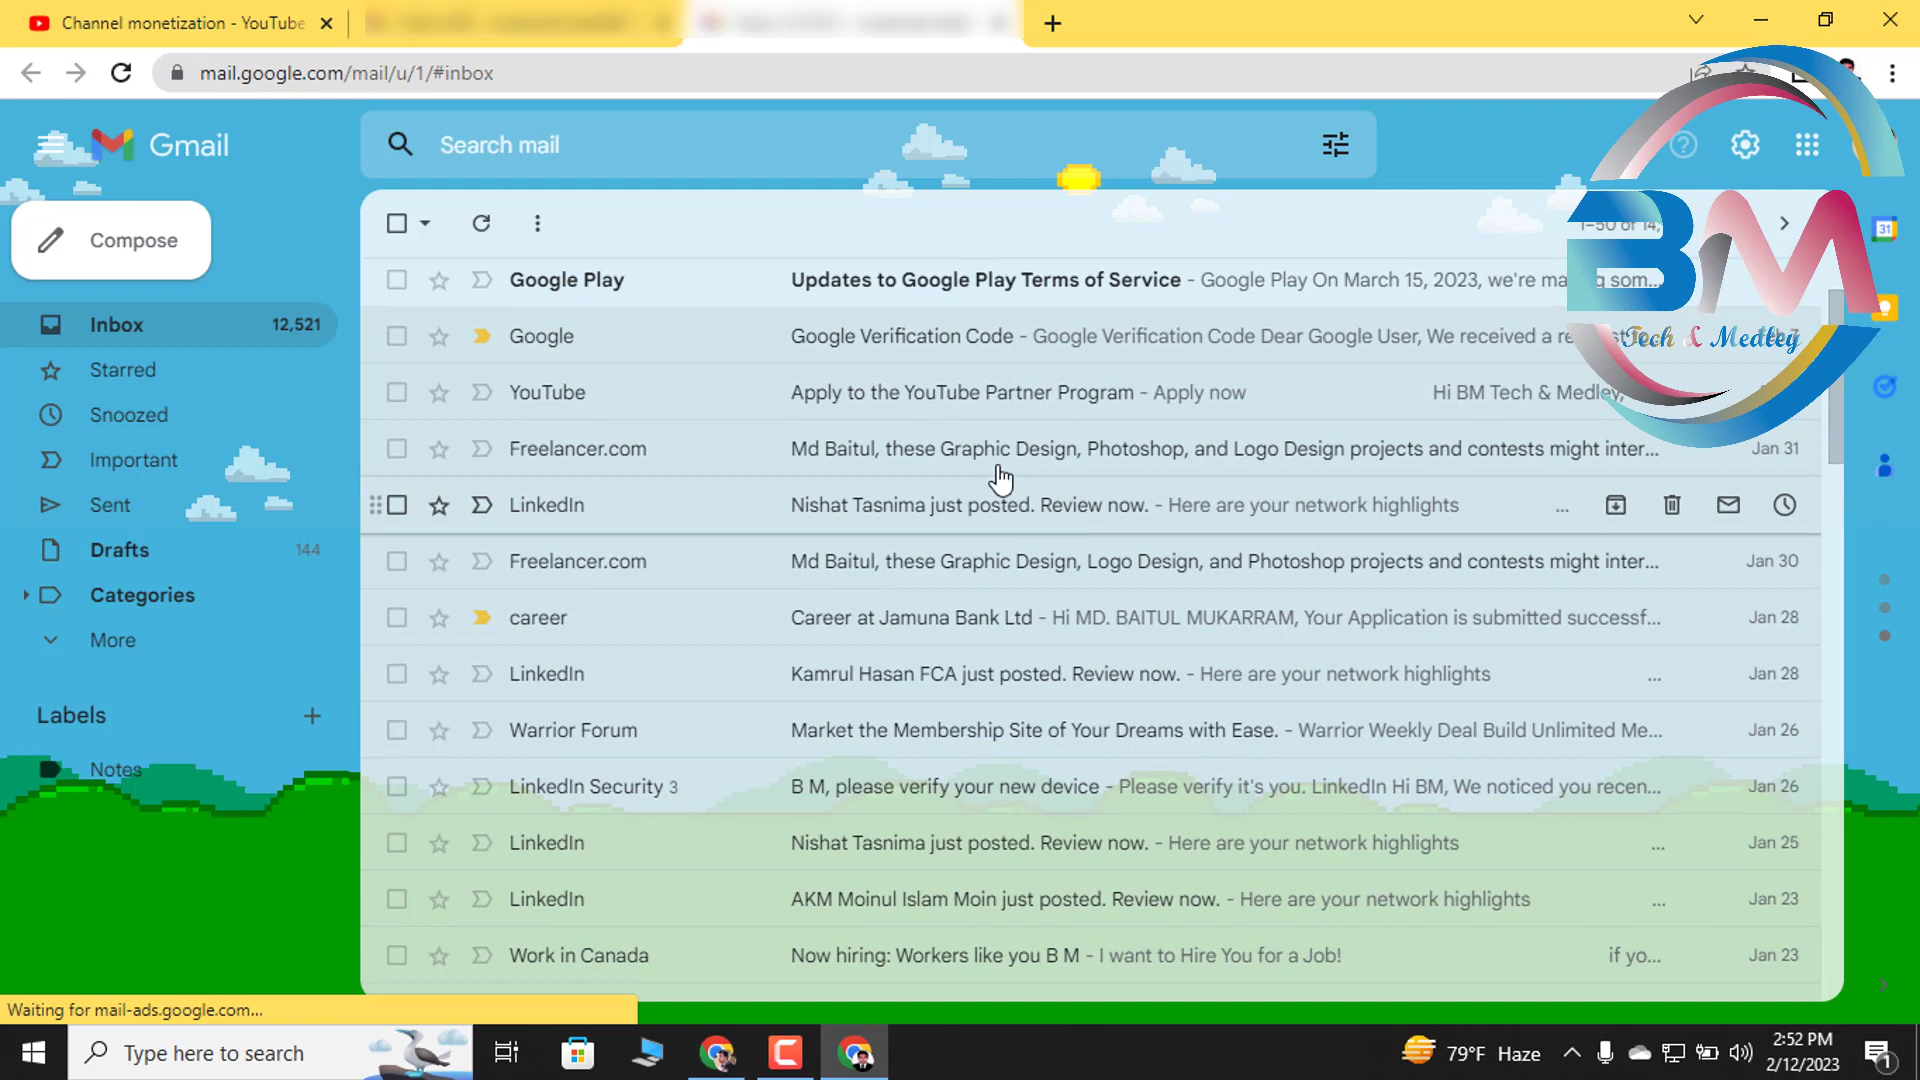 Channel monetization - YouTube
mail.google.com/mail/u/1/#inbox
Gmail
Search mail
Compose
1–50 of 14,
Inbox 12,521
Starred
Snoozed
Important
Sent
Drafts 144
Categories
More
Labels
Notes
Google Play Updates to Google Play Terms of Service - Google Play On March 15, 2023, we're ma
Google Google Verification Code - Google Verification Code Dear Google User, We received a
YouTube Apply to the YouTube Partner Program - Apply now Hi BM Tech & Medley,
Freelancer.com Md Baitul, these Graphic Design, Photoshop, and Logo Design projects and contests might inter... Jan 31
LinkedIn Nishat Tasnima just posted. Review now. - Here are your network highlights ...
Freelancer.com Md Baitul, these Graphic Design, Logo Design, and Photoshop projects and contests might inter... Jan 30
career Career at Jamuna Bank Ltd - Hi MD. BAITUL MUKARRAM, Your Application is submitted successf... Jan 28
LinkedIn Kamrul Hasan FCA just posted. Review now. - Here are your network highlights ... Jan 28
Warrior Forum Market the Membership Site of Your Dreams with Ease. - Warrior Weekly Deal Build Unlimited Me... Jan 26
LinkedIn Security 3 B M, please verify your new device - Please verify it's you. LinkedIn Hi BM, We noticed you recen... Jan 26
LinkedIn Nishat Tasnima just posted. Review now. - Here are your network highlights ... Jan 25
LinkedIn AKM Moinul Islam Moin just posted. Review now. - Here are your network highlights ... Jan 23
Work in Canada Now hiring: Workers like you B M - I want to Hire You for a Job! if yo... Jan 23
BM
Tech & Medley
31
Waiting for mail-ads.google.com...
Type here to search
79°F Haze
2:52 PM
2/12/2023
1